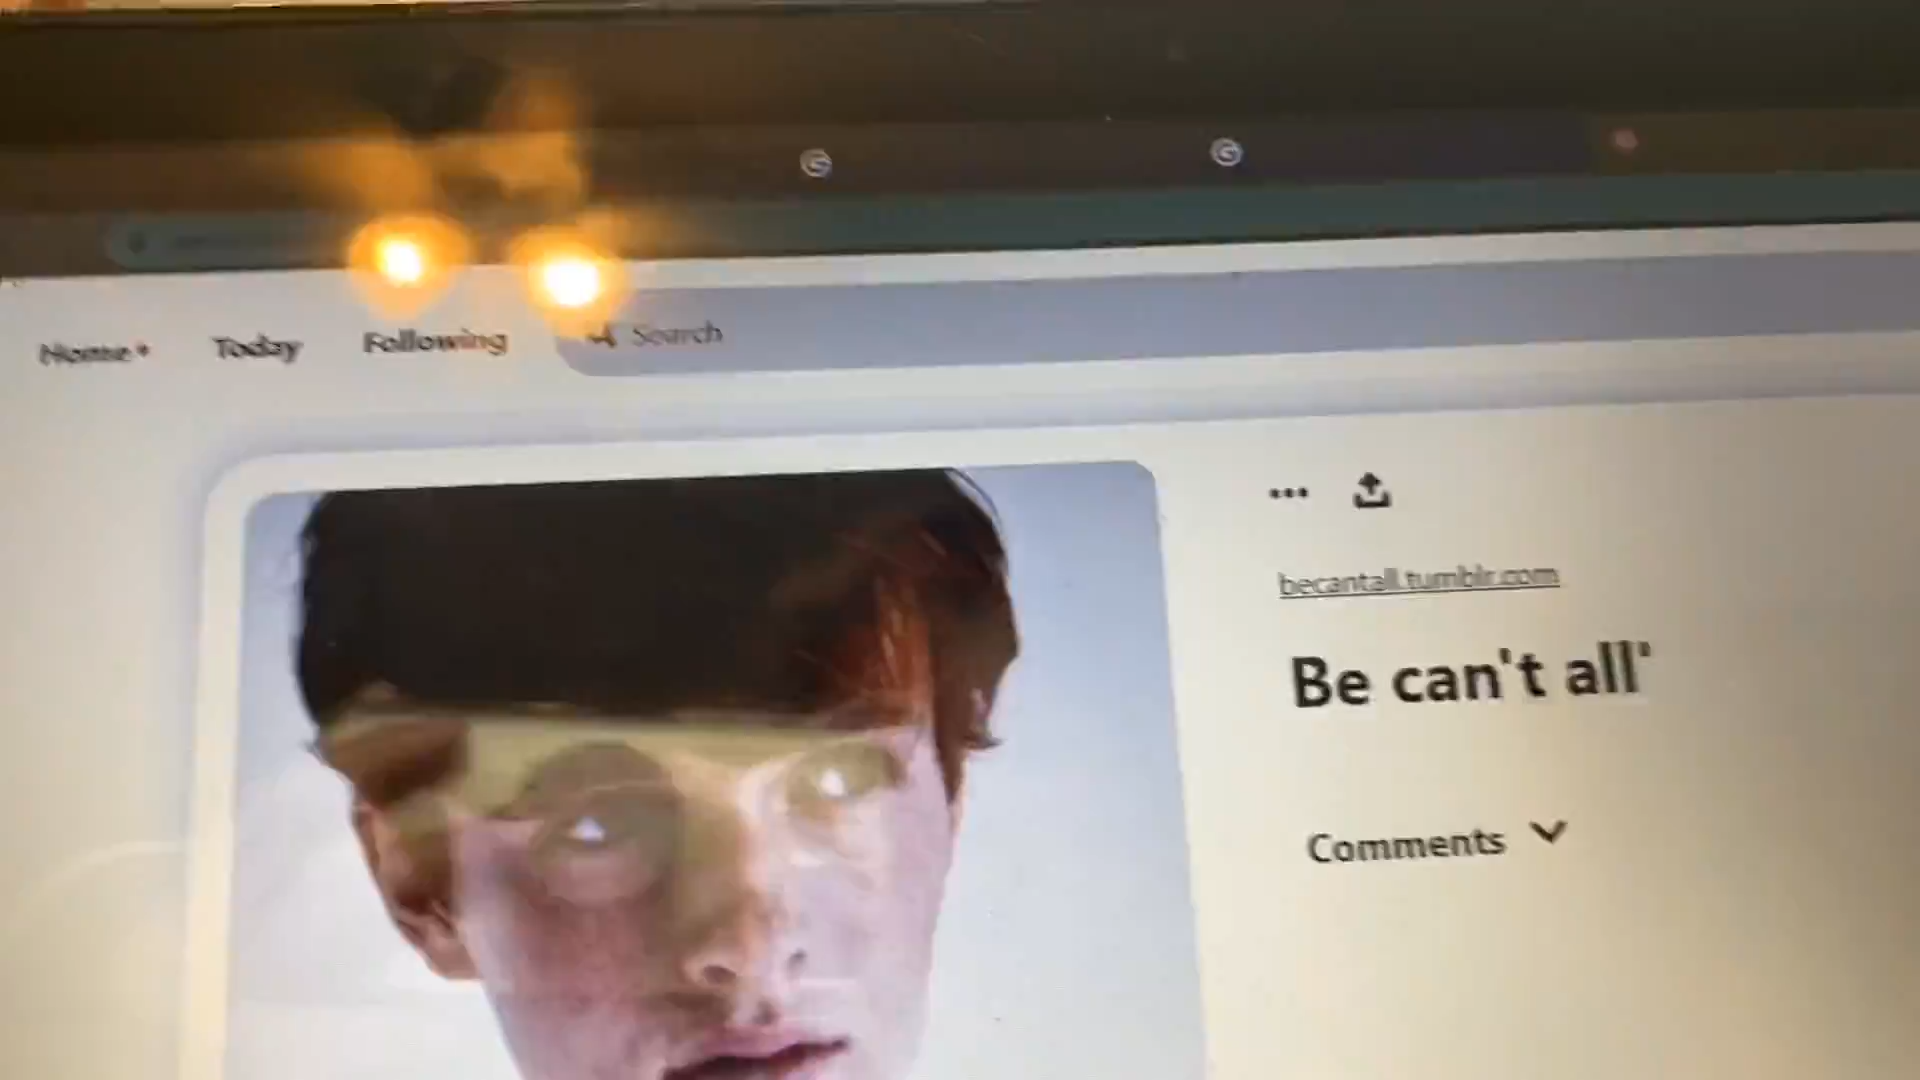 Home
Today
Following
Search
becantall.tumblr.com
Be can't all'
Comments